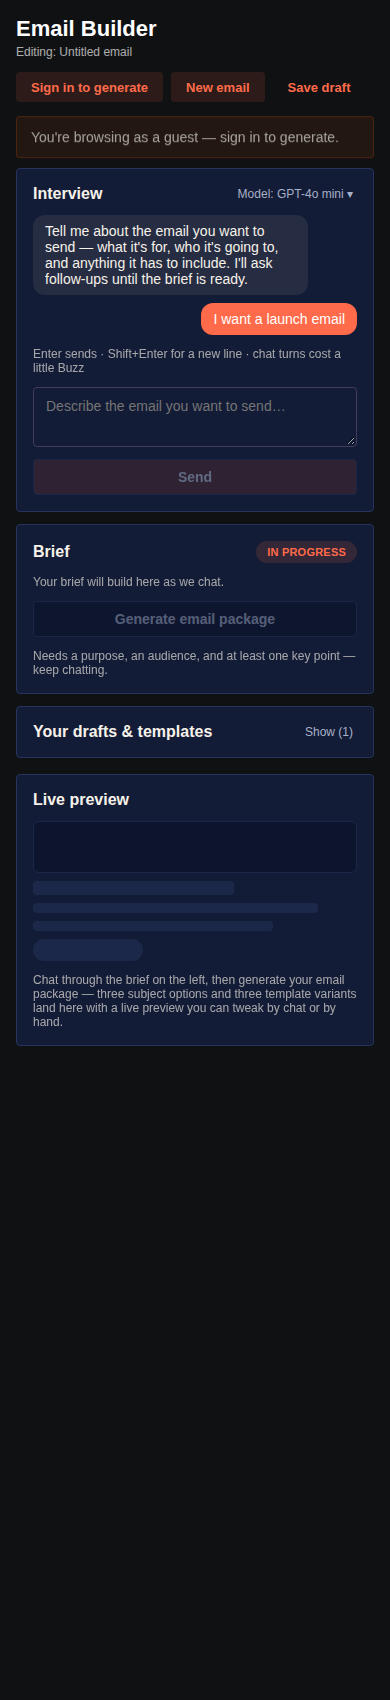 Email Builder
Editing: Untitled email
Sign in to generate
New email
Save draft
You're browsing as a guest — sign in to generate.
Interview
Model: GPT-4o mini ▾
Tell me about the email you want to
send — what it's for, who it's going to,
and anything it has to include. I'll ask
follow-ups until the brief is ready.
I want a launch email
Enter sends · Shift+Enter for a new line · chat turns cost a
little Buzz
Describe the email you want to send…
Send
Brief
IN PROGRESS
Your brief will build here as we chat.
Generate email package
Needs a purpose, an audience, and at least one key point —
keep chatting.
Your drafts & templates
Show (1)
Live preview
Chat through the brief on the left, then generate your email
package — three subject options and three template variants
land here with a live preview you can tweak by chat or by
hand.